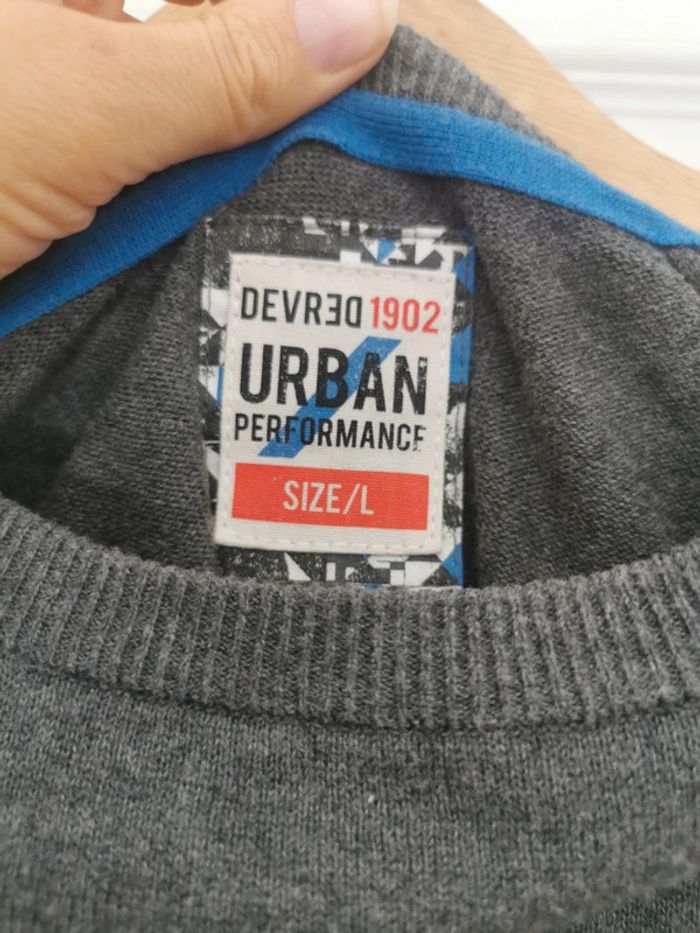 DEVRED 1902
URBAN
PERFORMANCE
SIZE/L